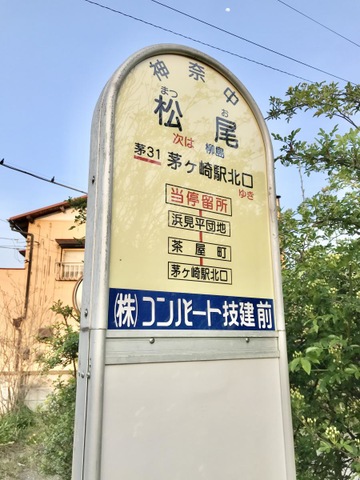 神奈中
まつ お
松尾
次は 柳島
茅31 茅ヶ崎駅北口
ゆき
当停留所
浜見平団地
茶屋町
茅ヶ崎駅北口
(株)コンバート技建前